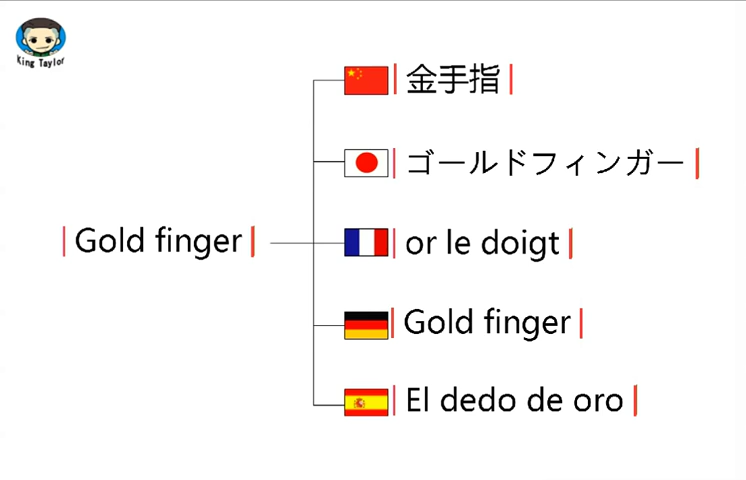 King Taylor
金手指
ゴールドフィンガー
Gold finger
or le doigt
Gold finger
El dedo de oro